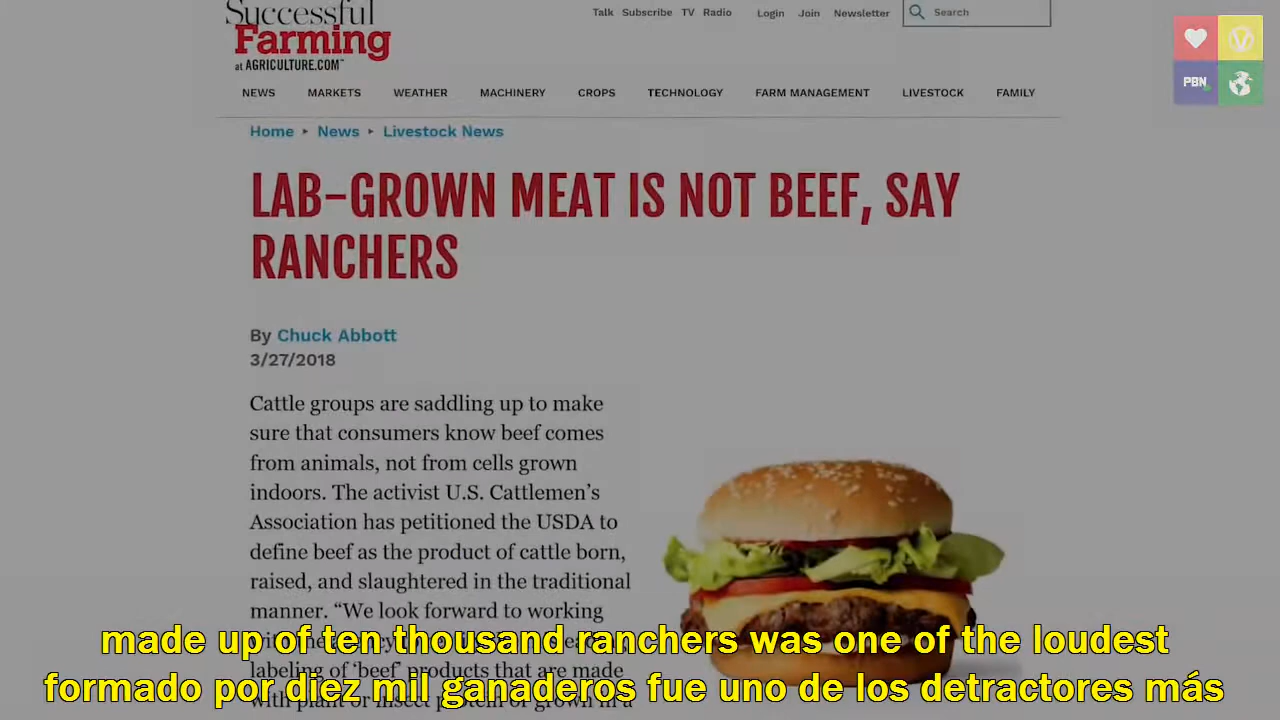 Successful
Farming
at AGRICULTURE.COM
Talk Subscribe TV Radio Login Join Newsletter Search
NEWS MARKETS WEATHER MACHINERY CROPS TECHNOLOGY FARM MANAGEMENT LIVESTOCK FAMILY
PBN
Home ▸ News ▸ Livestock News
LAB-GROWN MEAT IS NOT BEEF, SAY
RANCHERS
By Chuck Abbott
3/27/2018
Cattle groups are saddling up to make
sure that consumers know beef comes
from animals, not from cells grown
indoors. The activist U.S. Cattlemen’s
Association has petitioned the USDA to
define beef as the product of cattle born,
raised, and slaughtered in the traditional
manner. “We look forward to working
made up of ten thousand ranchers was one of the loudest
labeling of ‘beef’ products that are made
formado por diez mil ganaderos fue uno de los detractores más